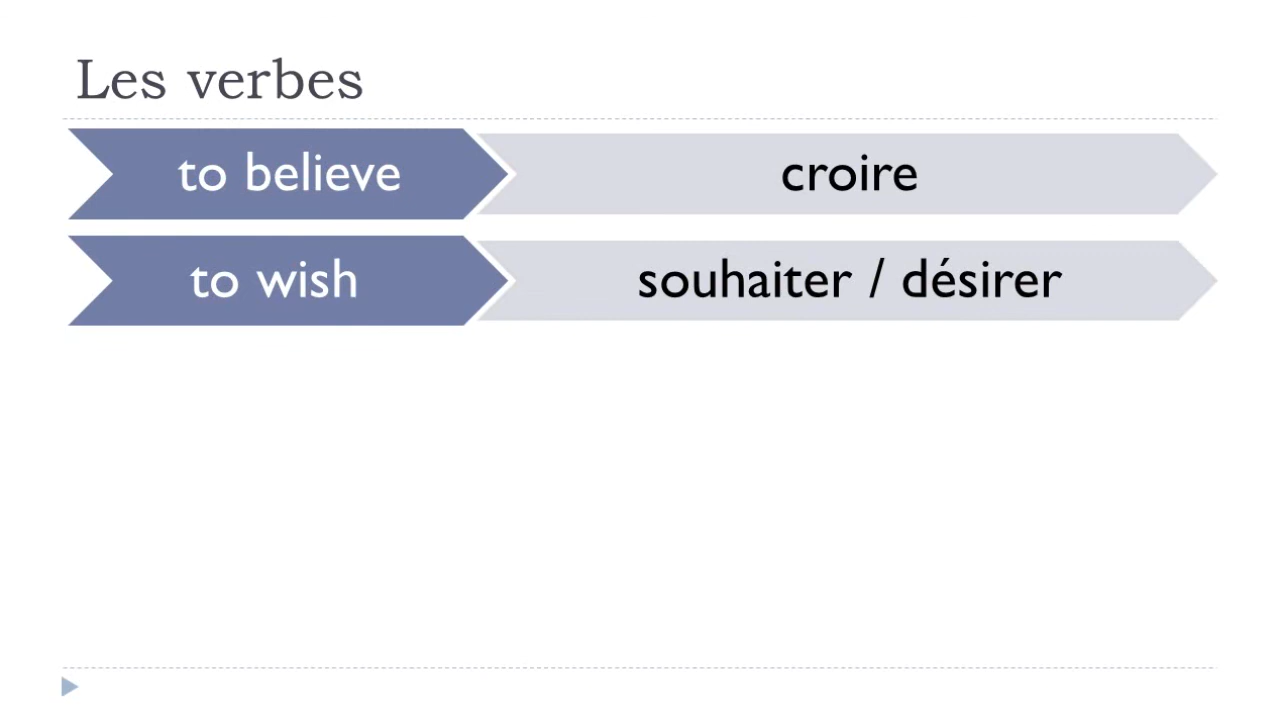 Les verbes
to believe croire
to wish souhaiter / désirer